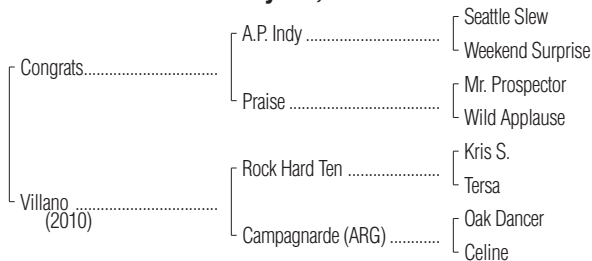 Seattle Slew
A.P. Indy ..............................
Weekend Surprise
Congrats..............................
Mr. Prospector
Praise ..................................
Wild Applause
Kris S.
Rock Hard Ten ....................
Tersa
Villano ................................
(2010)
Oak Dancer
Campagnarde (ARG) ...........
Celine